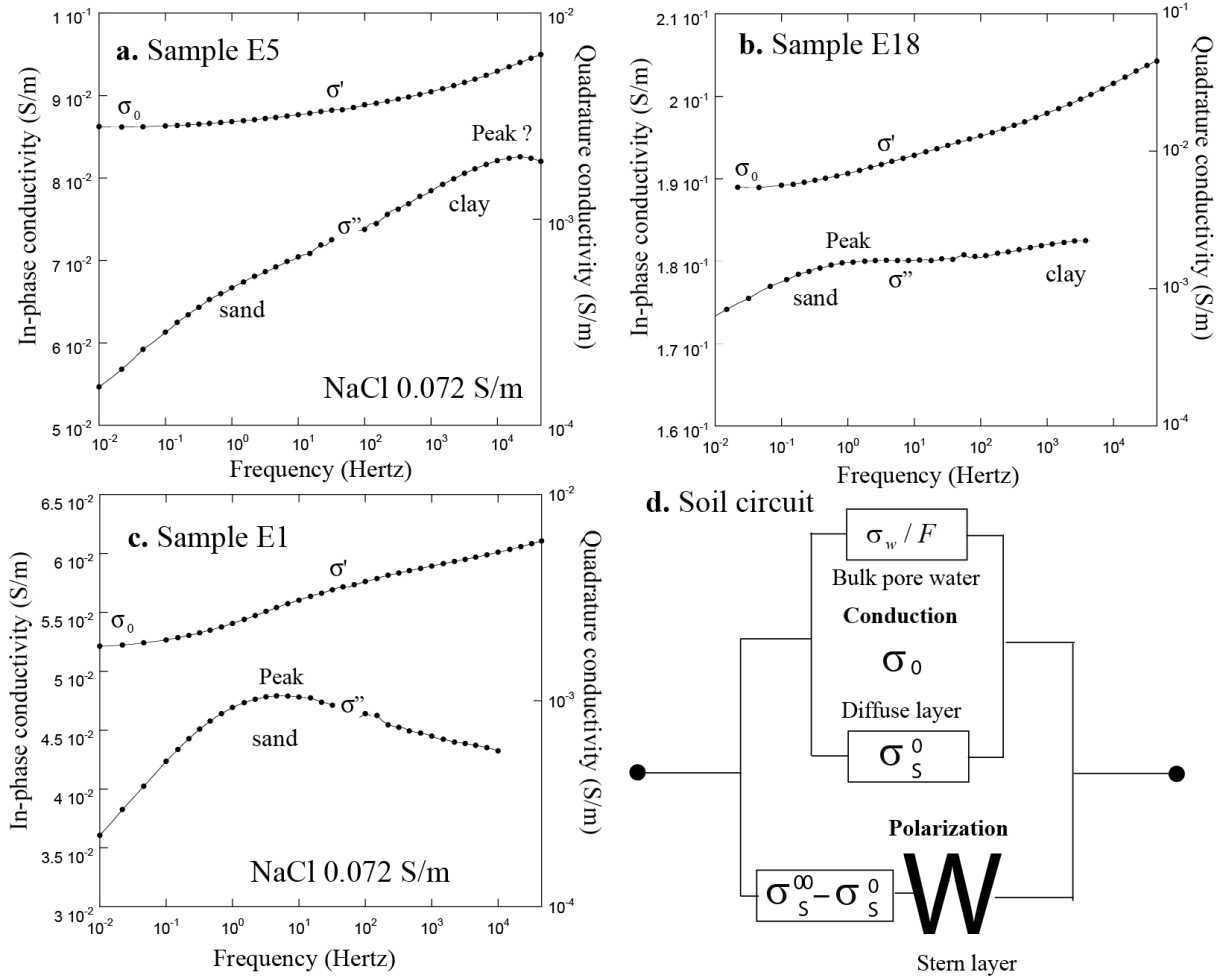 a. Sample E5
In-phase conductivity (S/m)
Quadrature conductivity (S/m)
1 10⁻¹
9 10⁻²
8 10⁻²
7 10⁻²
6 10⁻²
5 10⁻²
10⁻²
10⁻³
10⁻⁴
σ₀
σ'
Peak ?
clay
σ”
sand
NaCl 0.072 S/m
10⁻² 10⁻¹ 10⁰ 10¹ 10² 10³ 10⁴
Frequency (Hertz)
b. Sample E18
In-phase conductivity (S/m)
Quadrature conductivity (S/m)
2.1 10⁻¹
2 10⁻¹
1.9 10⁻¹
1.8 10⁻¹
1.7 10⁻¹
1.6 10⁻¹
10⁻¹
10⁻²
10⁻³
10⁻⁴
σ'
σ₀
Peak
σ”
clay
sand
10⁻² 10⁻¹ 10⁰ 10¹ 10² 10³ 10⁴
Frequency (Hertz)
c. Sample E1
In-phase conductivity (S/m)
Quadrature conductivity (S/m)
6.5 10⁻²
6 10⁻²
5.5 10⁻²
5 10⁻²
4.5 10⁻²
4 10⁻²
3.5 10⁻²
3 10⁻²
10⁻²
10⁻³
10⁻⁴
σ'
σ₀
Peak
σ”
sand
NaCl 0.072 S/m
10⁻² 10⁻¹ 10⁰ 10¹ 10² 10³ 10⁴
Frequency (Hertz)
d. Soil circuit
σ_w / F
Bulk pore water
Conduction
σ₀
Diffuse layer
σ_S^0
Polarization
σ_S^∞ – σ_S^0
W
Stern layer